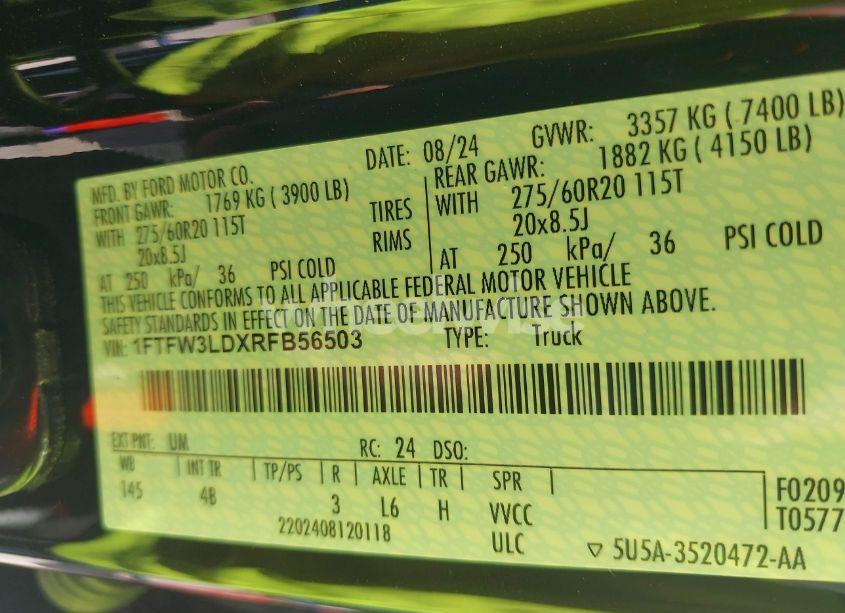 MFD. BY FORD MOTOR CO. DATE: 08/24 GVWR: 3357 KG ( 7400 LB)
FRONT GAWR: 1769 KG ( 3900 LB) REAR GAWR: 1882 KG ( 4150 LB)
WITH 275/60R20 115T TIRES WITH 275/60R20 115T
20x8.5J RIMS 20x8.5J
AT 250 kPa/ 36 PSI COLD AT 250 kPa/ 36 PSI COLD
THIS VEHICLE CONFORMS TO ALL APPLICABLE FEDERAL MOTOR VEHICLE
SAFETY STANDARDS IN EFFECT ON THE DATE OF MANUFACTURE SHOWN ABOVE.
VIN: 1FTFW3LDXRFB56503 TYPE: Truck
EXT PNT: UM RC: 24 DSO:
WB INT TR TP/PS R AXLE TR SPR
145 4B 3 L6 H VVCC F0209
2202408120118 ULC T0577
▽ 5U5A-3520472-AA